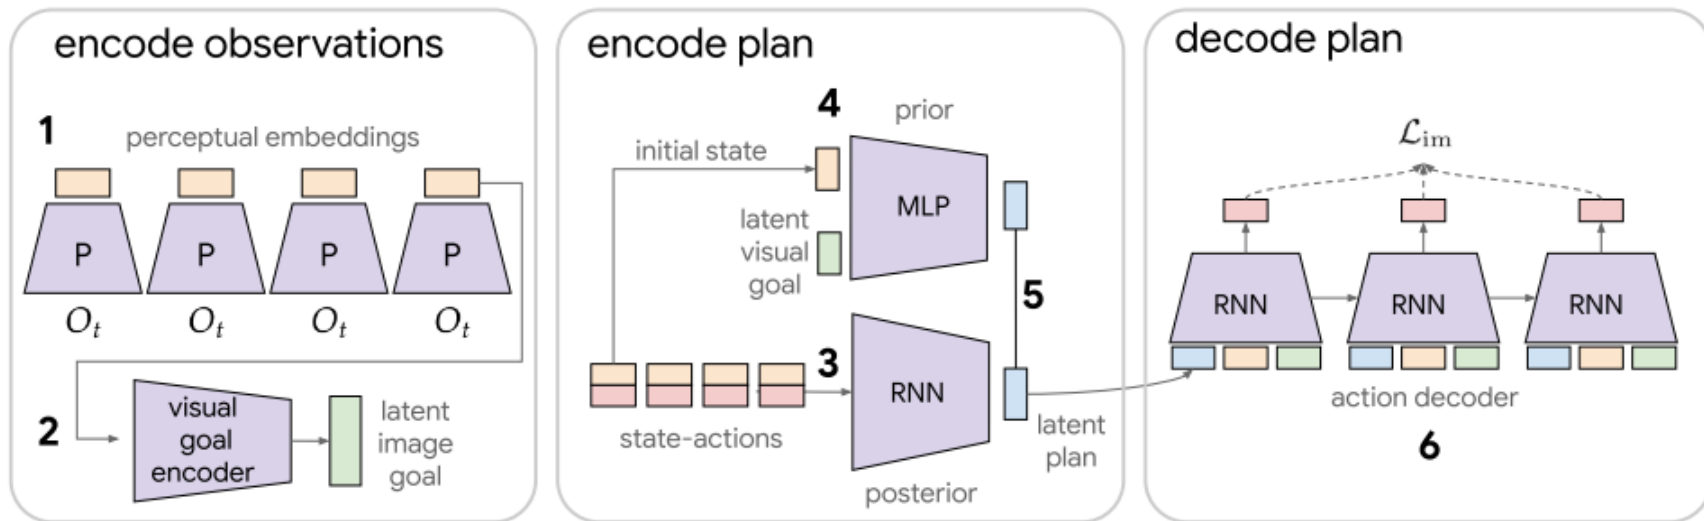 encode observations
1
perceptual embeddings
P P P P
O_t O_t O_t O_t
2
visual
goal
encoder
latent
image
goal
encode plan
4
prior
initial state
MLP
latent
visual
goal
5
3
RNN
state-actions
latent
plan
posterior
decode plan
ℒ_im
RNN RNN RNN
action decoder
6